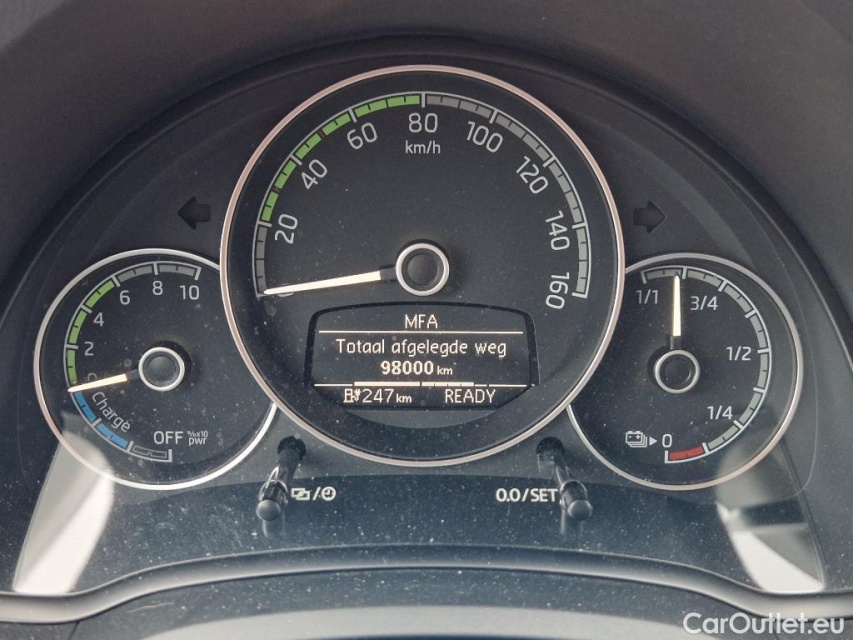 20
40
60
80
100
120
140
160
km/h
2
4
6
8
10
Charge
OFF %x10
pwr
MFA
Totaal afgelegde weg
98000 km
247 km READY
1/1
3/4
1/2
1/4
0
0.0/SET
CarOutlet.eu